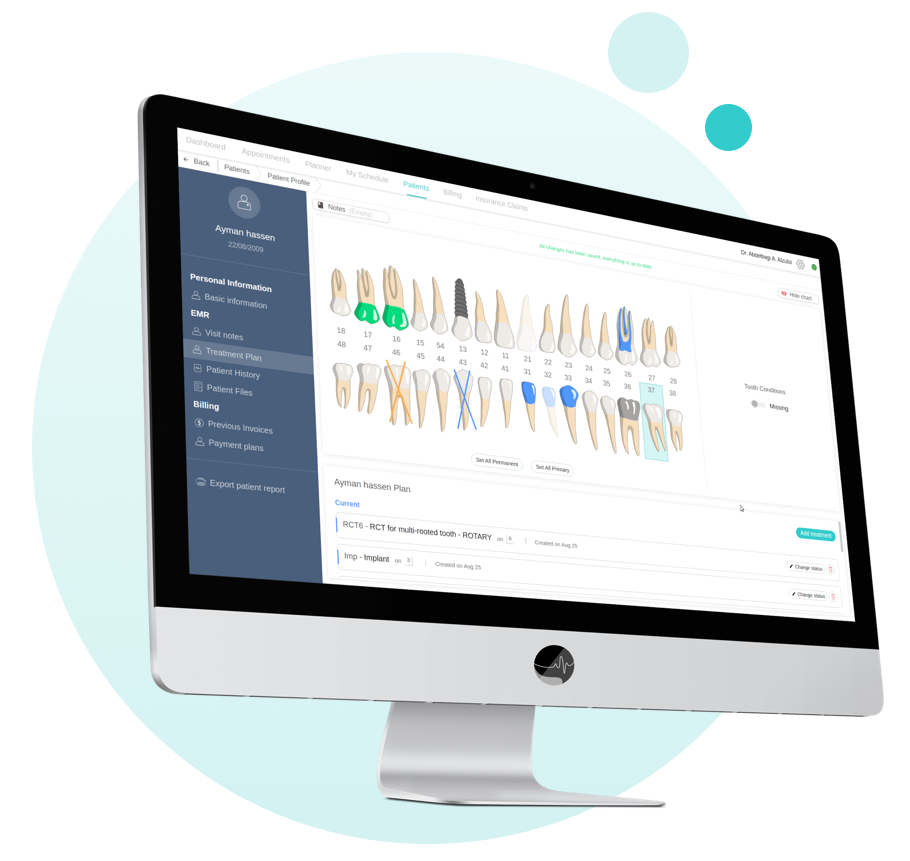 Dashboard Appointments Planner My Schedule Patients Billing Insurance Claims
Back Patients Patient Profile
Dr. Abdelbagi A. Alzubi
Ayman hassen
22/08/2009
Personal Information
Basic information
EMR
Visit notes
Treatment Plan
Patient History
Patient Files
Billing
Previous Invoices
Payment plans
Export patient report
Notes (Empty)
All changes has been saved, everything is up-to-date
Hide chart
18 17 16 15 54 13 12 11 21 22 23 24 25 26 27 28
48 47 46 45 44 43 42 41 31 32 33 34 35 36 37 38
Tooth Conditions
Missing
Set All Permanent Set All Primary
Ayman hassen Plan
Current
Add treatment
RCT6 - RCT for multi-rooted tooth - ROTARY on 6 Created on Aug 25
Change status
Imp - Implant on 3 Created on Aug 25
Change status